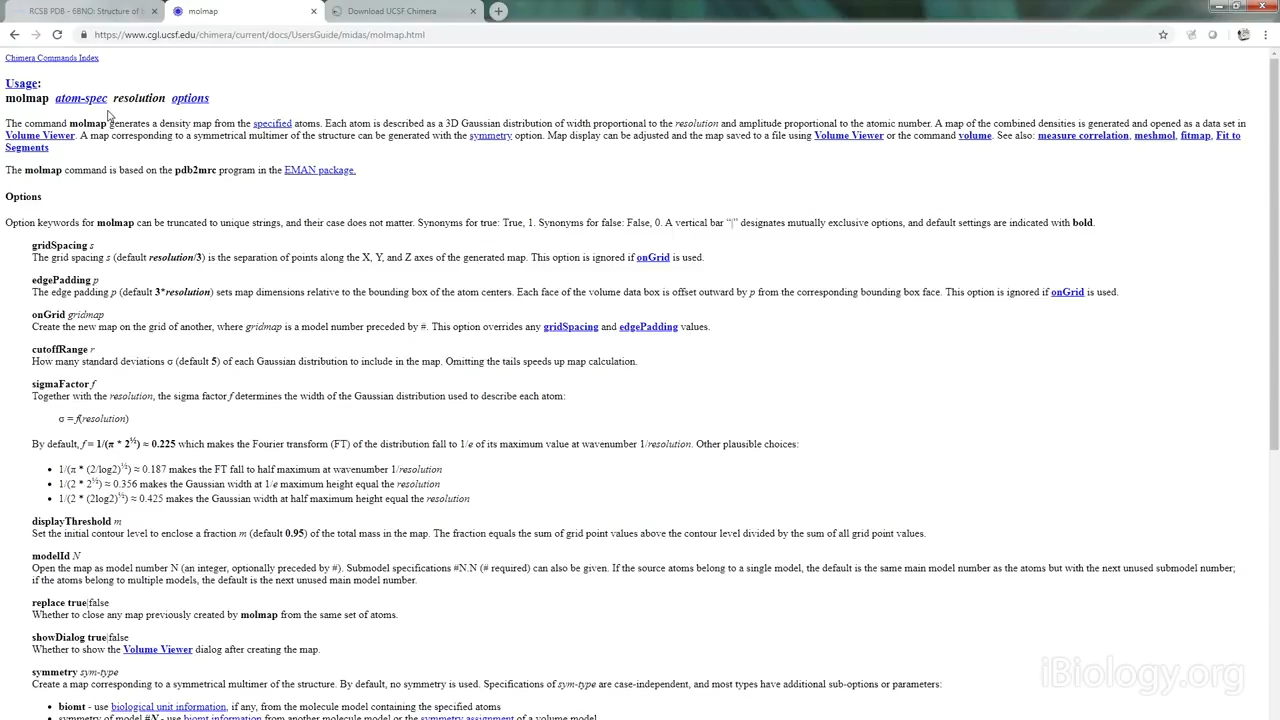 RCSB PDB - 6BNO: Structure of b
molmap
Download UCSF Chimera
https://www.cgl.ucsf.edu/chimera/current/docs/UsersGuide/midas/molmap.html
Chimera Commands Index
Usage:
molmap atom-spec resolution options
The command molmap generates a density map from the specified atoms. Each atom is described as a 3D Gaussian distribution of width proportional to the resolution and amplitude proportional to the atomic number. A map of the combined densities is generated and opened as a data set in
Volume Viewer. A map corresponding to a symmetrical multimer of the structure can be generated with the symmetry option. Map display can be adjusted and the map saved to a file using Volume Viewer or the command volume. See also: measure correlation, meshmol, fitmap, Fit to
Segments
The molmap command is based on the pdb2mrc program in the EMAN package.
Options
Option keywords for molmap can be truncated to unique strings, and their case does not matter. Synonyms for true: True, 1. Synonyms for false: False, 0. A vertical bar “|” designates mutually exclusive options, and default settings are indicated with bold.
gridSpacing s
The grid spacing s (default resolution/3) is the separation of points along the X, Y, and Z axes of the generated map. This option is ignored if onGrid is used.
edgePadding p
The edge padding p (default 3*resolution) sets map dimensions relative to the bounding box of the atom centers. Each face of the volume data box is offset outward by p from the corresponding bounding box face. This option is ignored if onGrid is used.
onGrid gridmap
Create the new map on the grid of another, where gridmap is a model number preceded by #. This option overrides any gridSpacing and edgePadding values.
cutoffRange r
How many standard deviations σ (default 5) of each Gaussian distribution to include in the map. Omitting the tails speeds up map calculation.
sigmaFactor f
Together with the resolution, the sigma factor f determines the width of the Gaussian distribution used to describe each atom:
σ = f(resolution)
By default, f = 1/(π * 2½) ≈ 0.225 which makes the Fourier transform (FT) of the distribution fall to 1/e of its maximum value at wavenumber 1/resolution. Other plausible choices:
• 1/(π * (2/log2)½) ≈ 0.187 makes the FT fall to half maximum at wavenumber 1/resolution
• 1/(2 * 2½) ≈ 0.356 makes the Gaussian width at 1/e maximum height equal the resolution
• 1/(2 * (2log2)½) ≈ 0.425 makes the Gaussian width at half maximum height equal the resolution
displayThreshold m
Set the initial contour level to enclose a fraction m (default 0.95) of the total mass in the map. The fraction equals the sum of grid point values above the contour level divided by the sum of all grid point values.
modelId N
Open the map as model number N (an integer, optionally preceded by #). Submodel specifications #N.N (# required) can also be given. If the source atoms belong to a single model, the default is the same main model number as the atoms but with the next unused submodel number;
if the atoms belong to multiple models, the default is the next unused main model number.
replace true|false
Whether to close any map previously created by molmap from the same set of atoms.
showDialog true|false
Whether to show the Volume Viewer dialog after creating the map.
symmetry sym-type
Create a map corresponding to a symmetrical multimer of the structure. By default, no symmetry is used. Specifications of sym-type are case-independent, and most types have additional sub-options or parameters:
• biomt - use biological unit information, if any, from the molecule model containing the specified atoms
• symmetry of model #N - use biomt information from another molecule model or the symmetry assignment of a volume model
iBiology.org